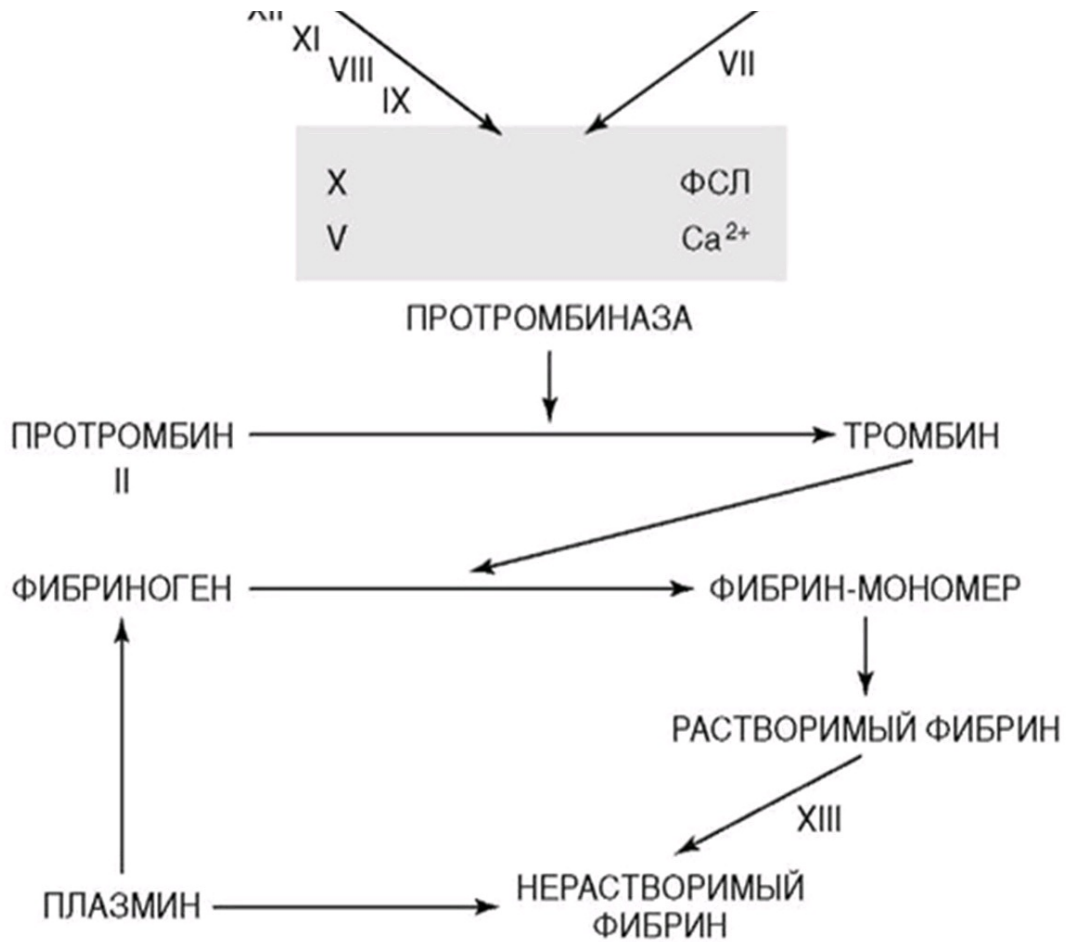 XII
XI
VIII
IX
VII
X
ФСЛ
V
Ca²⁺
ПРОТРОМБИНАЗА
ПРОТРОМБИН
ТРОМБИН
II
ФИБРИНОГЕН
ФИБРИН-МОНОМЕР
РАСТВОРИМЫЙ ФИБРИН
XIII
ПЛАЗМИН
НЕРАСТВОРИМЫЙ
ФИБРИН